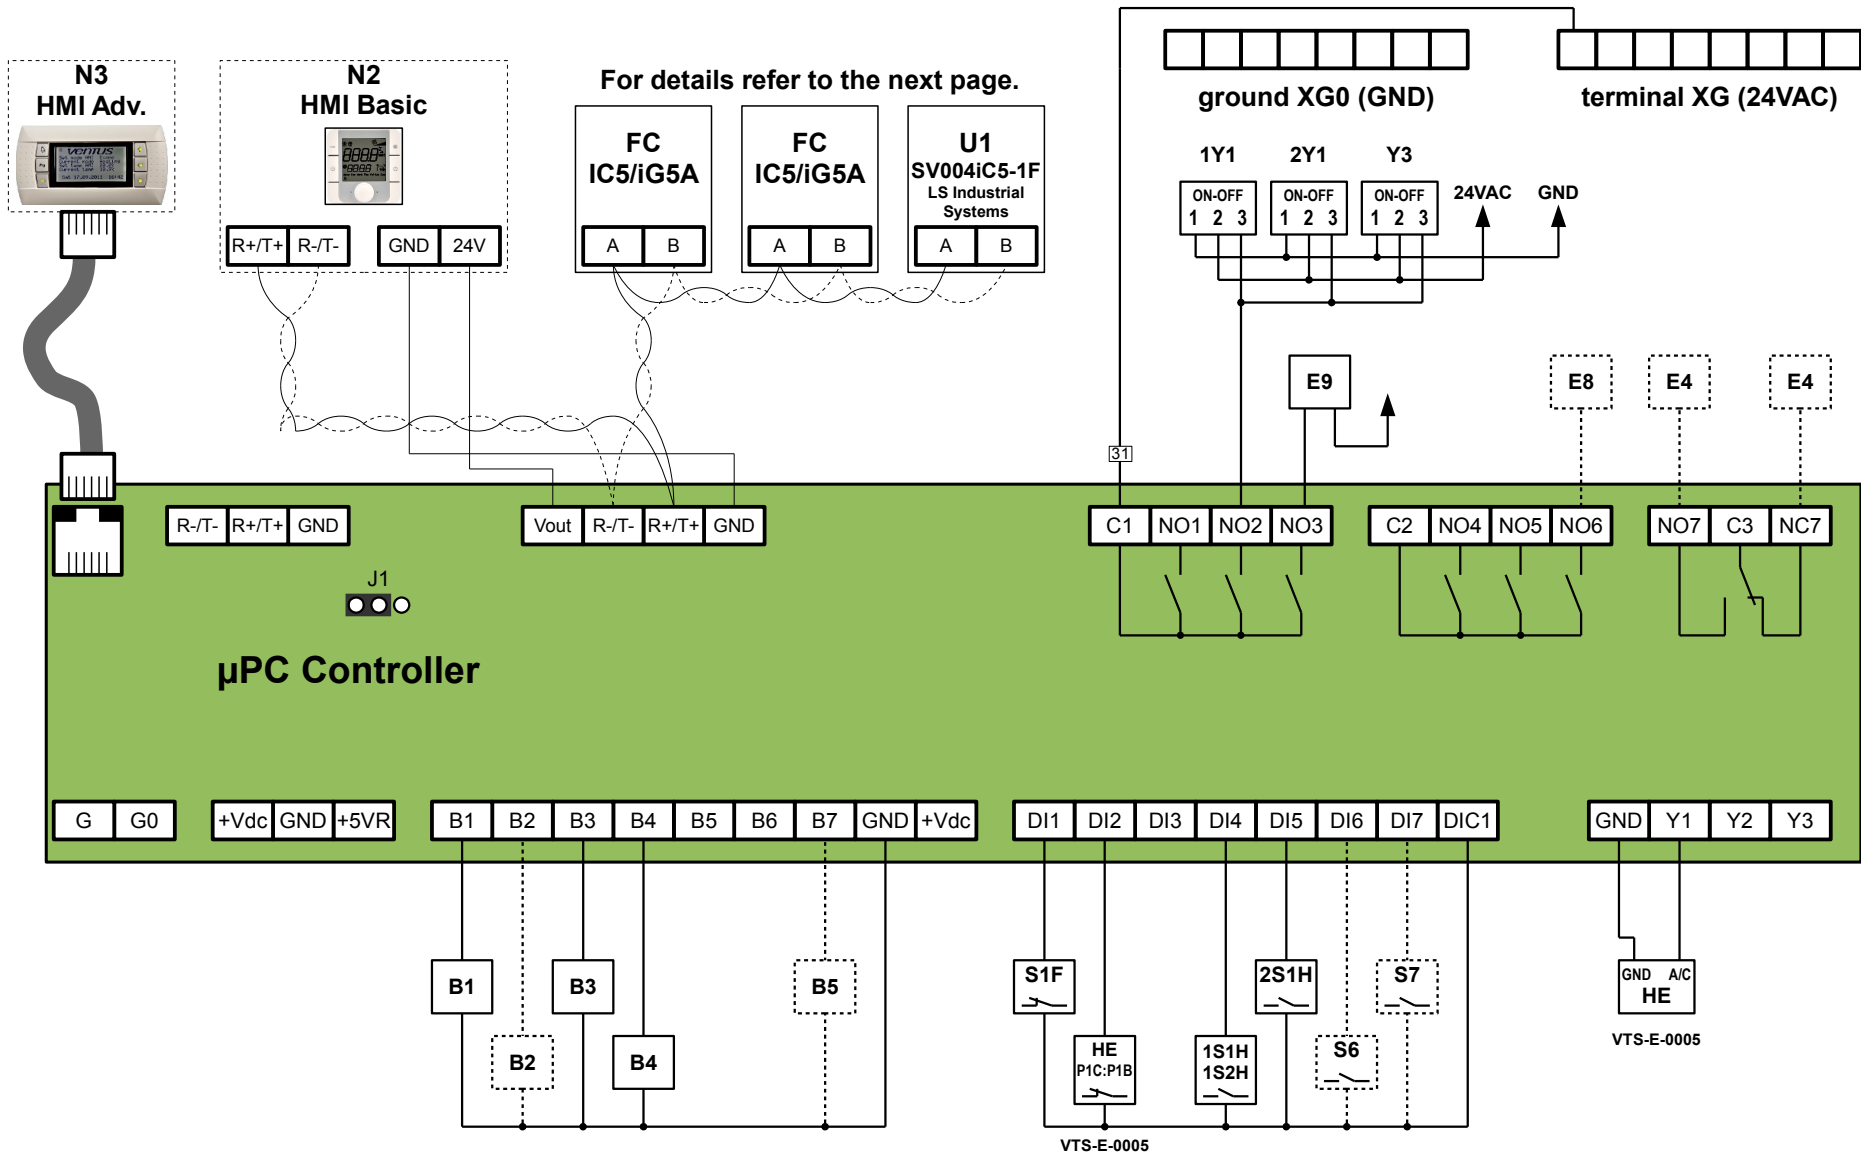 N3
HMI Adv.
ventus
N2
HMI Basic
R+/T+ R-/T- GND 24V
For details refer to the next page.
FC
IC5/iG5A
A B
FC
IC5/iG5A
A B
U1
SV004iC5-1F
LS Industrial
Systems
A B
ground XG0 (GND)
terminal XG (24VAC)
1Y1 2Y1 Y3
ON-OFF ON-OFF ON-OFF 24VAC GND
1 2 3 1 2 3 1 2 3
E9 E8 E4 E4
31
R-/T- R+/T+ GND
Vout R-/T- R+/T+ GND
C1 NO1 NO2 NO3
C2 NO4 NO5 NO6
NO7 C3 NC7
J1
µPC Controller
G G0
+Vdc GND +5VR
B1 B2 B3 B4 B5 B6 B7 GND +Vdc
DI1 DI2 DI3 DI4 DI5 DI6 DI7 DIC1
GND Y1 Y2 Y3
B1 B3 B5
B2 B4
S1F 2S1H S7
HE
P1C:P1B
1S1H
1S2H
S6
VTS-E-0005
GND A/C
HE
VTS-E-0005